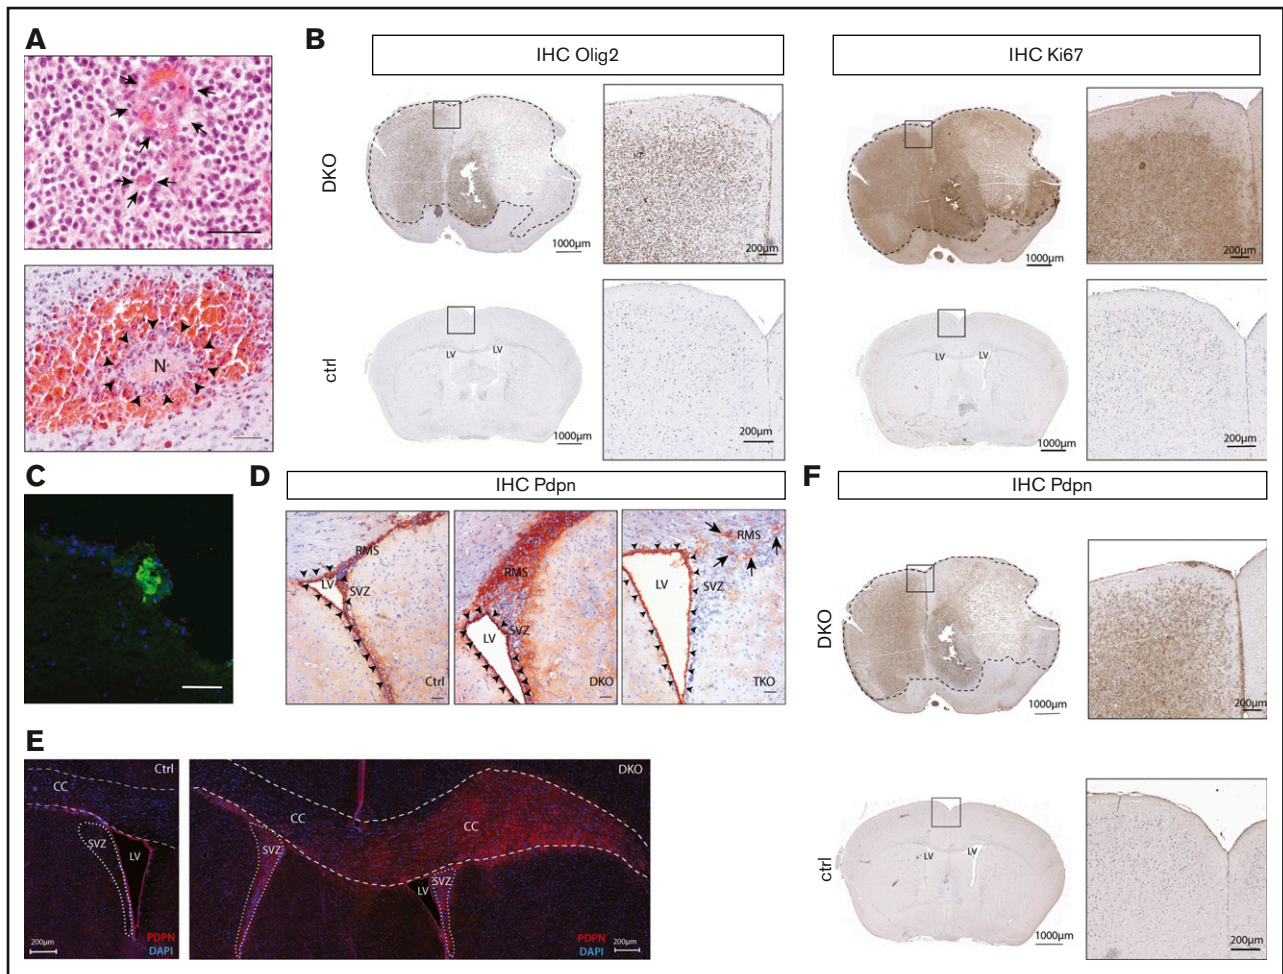 A
B
IHC Olig2
IHC Ki67
DKO
1000µm
200µm
1000µm
200µm
N
ctrl
LV
LV
1000µm
200µm
LV
LV
1000µm
200µm
C
D
IHC Pdpn
F
IHC Pdpn
RMS
LV
SVZ
Ctrl
RMS
SVZ
LV
DKO
RMS
LV
SVZ
TKO
DKO
1000µm
200µm
E
Ctrl
CC
SVZ
LV
200µm
PDPN
DAPI
DKO
CC
CC
SVZ
LV
PDPN
DAPI
200µm
ctrl
LV
LV
1000µm
200µm